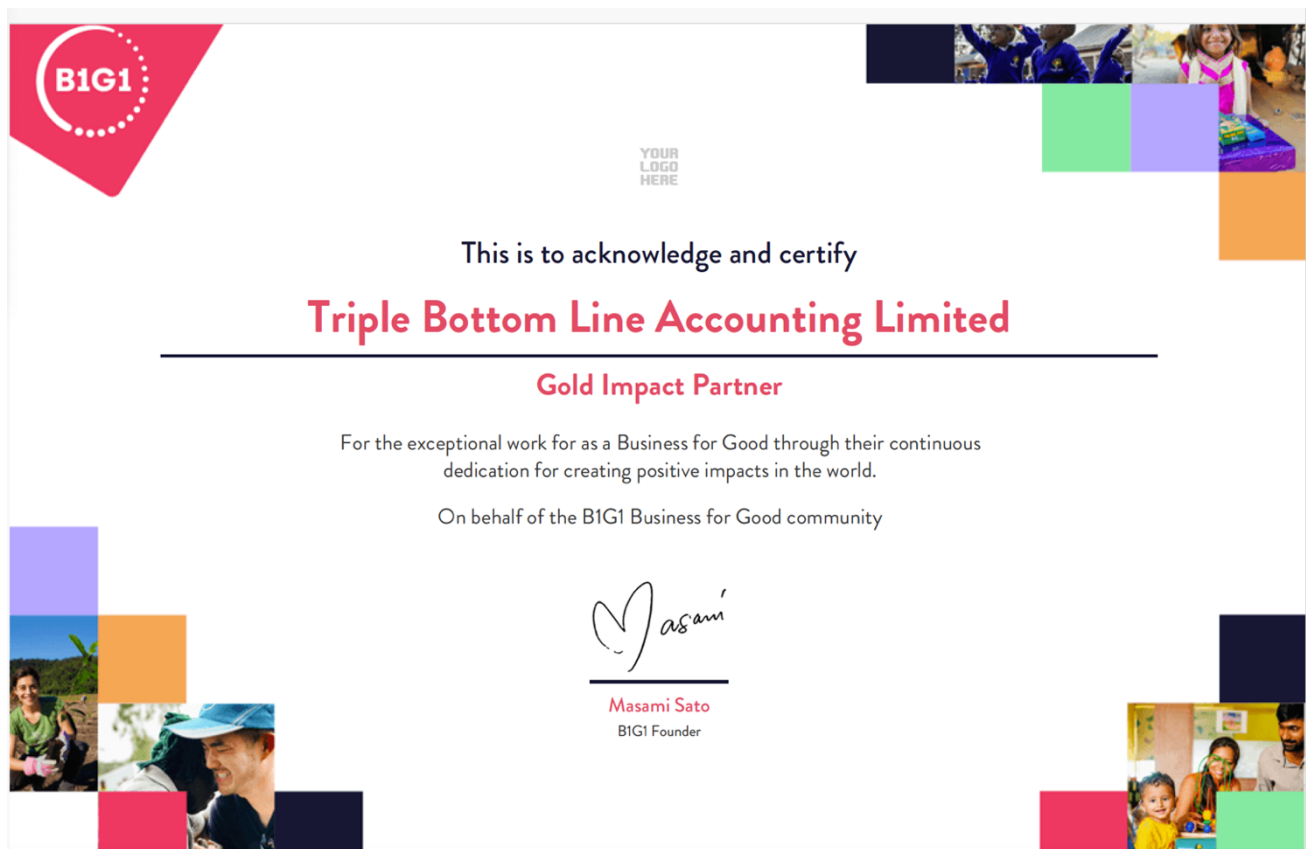 B1G1
YOUR
LOGO
HERE
This is to acknowledge and certify
Triple Bottom Line Accounting Limited
Gold Impact Partner
For the exceptional work for as a Business for Good through their continuous
dedication for creating positive impacts in the world.
On behalf of the B1G1 Business for Good community
Masami
Masami Sato
B1G1 Founder